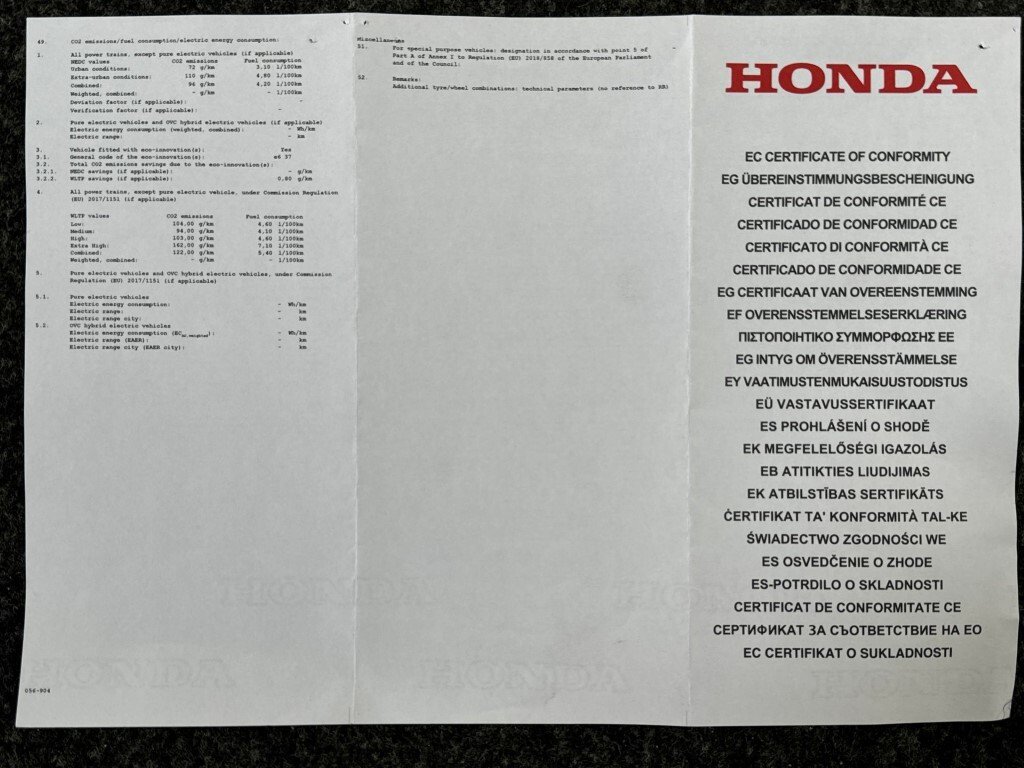 49. CO2 emissions/fuel consumption/electric energy consumption:
1. All power trains, except pure electric vehicles (if applicable)
NEDC values CO2 emissions Fuel consumption
Urban conditions: 72 g/km 3,10 l/100km
Extra-urban conditions: 110 g/km 4,80 l/100km
Combined: 96 g/km 4,20 l/100km
Weighted, combined: - g/km - l/100km
Deviation factor (if applicable): -
Verification factor (if applicable):
2. Pure electric vehicles and OVC hybrid electric vehicles (if applicable)
Electric energy consumption (weighted, combined): - Wh/km
Electric range: - km
3. Vehicle fitted with eco-innovation(s): Yes
3.1. General code of the eco-innovation(s): e6 37
3.2. Total CO2 emissions savings due to the eco-innovation(s):
3.2.1. NEDC savings (if applicable): - g/km
3.2.2. WLTP savings (if applicable): 0,80 g/km
4. All power trains, except pure electric vehicle, under Commission Regulation
(EU) 2017/1151 (if applicable)
WLTP values CO2 emissions Fuel consumption
Low: 104,00 g/km 4,60 l/100km
Medium: 94,00 g/km 4,10 l/100km
High: 103,00 g/km 4,60 l/100km
Extra High: 162,00 g/km 7,10 l/100km
Combined: 122,00 g/km 5,40 l/100km
Weighted, combined: - g/km - l/100km
5. Pure electric vehicles and OVC hybrid electric vehicles, under Commission
Regulation (EU) 2017/1151 (if applicable)
5.1. Pure electric vehicles
Electric energy consumption: - Wh/km
Electric range: - km
Electric range city: - km
5.2. OVC hybrid electric vehicles
Electric energy consumption (EC AC,weighted): - Wh/km
Electric range (EAER): - km
Electric range city (EAER city): - km
056-904
Miscellaneous
51. For special purpose vehicles: designation in accordance with point 5 of -
Part A of Annex I to Regulation (EU) 2018/858 of the European Parliament
and of the Council:
52. Remarks:
Additional tyre/wheel combinations: technical parameters (no reference to RR)
HONDA
EC CERTIFICATE OF CONFORMITY
EG ÜBEREINSTIMMUNGSBESCHEINIGUNG
CERTIFICAT DE CONFORMITÉ CE
CERTIFICADO DE CONFORMIDAD CE
CERTIFICATO DI CONFORMITÀ CE
CERTIFICADO DE CONFORMIDADE CE
EG CERTIFICAAT VAN OVEREENSTEMMING
EF OVERENSSTEMMELSESERKLÆRING
ΠΙΣΤΟΠΟΙΗΤΙΚΟ ΣΥΜΜΟΡΦΩΣΗΣ ΕΕ
EG INTYG OM ÖVERENSSTÄMMELSE
EY VAATIMUSTENMUKAISUUSTODISTUS
EÜ VASTAVUSSERTIFIKAAT
ES PROHLÁŠENÍ O SHODĚ
EK MEGFELELŐSÉGI IGAZOLÁS
EB ATITIKTIES LIUDIJIMAS
EK ATBILSTĪBAS SERTIFIKĀTS
ĊERTIFIKAT TA' KONFORMITÀ TAL-KE
ŚWIADECTWO ZGODNOŚCI WE
ES OSVEDČENIE O ZHODE
ES-POTRDILO O SKLADNOSTI
CERTIFICAT DE CONFORMITATE CE
СЕРТИФИКАТ ЗА СЪОТВЕТСТВИЕ НА ЕО
EC CERTIFIKAT O SUKLADNOSTI